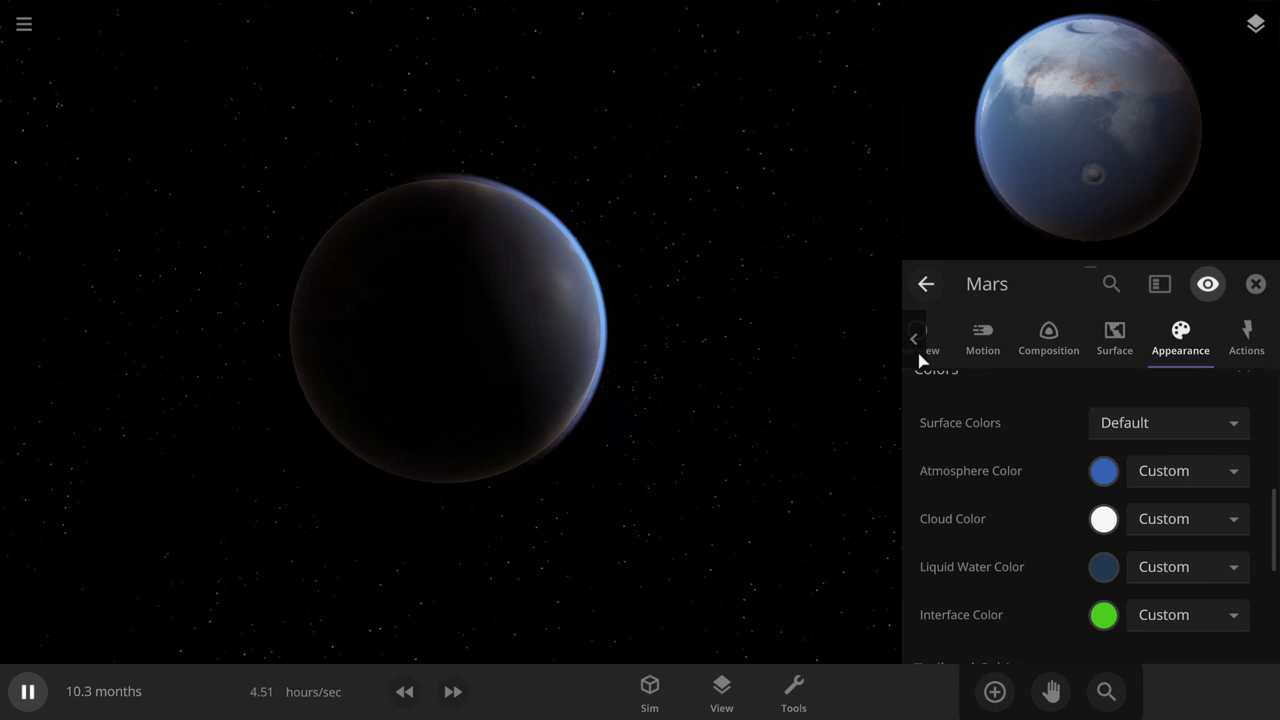 Mars
Motion
Composition
Surface
Appearance
Actions
Colors
Surface Colors
Default
Atmosphere Color
Custom
Cloud Color
Custom
Liquid Water Color
Custom
Interface Color
Custom
10.3 months
4.51 hours/sec
Sim
View
Tools